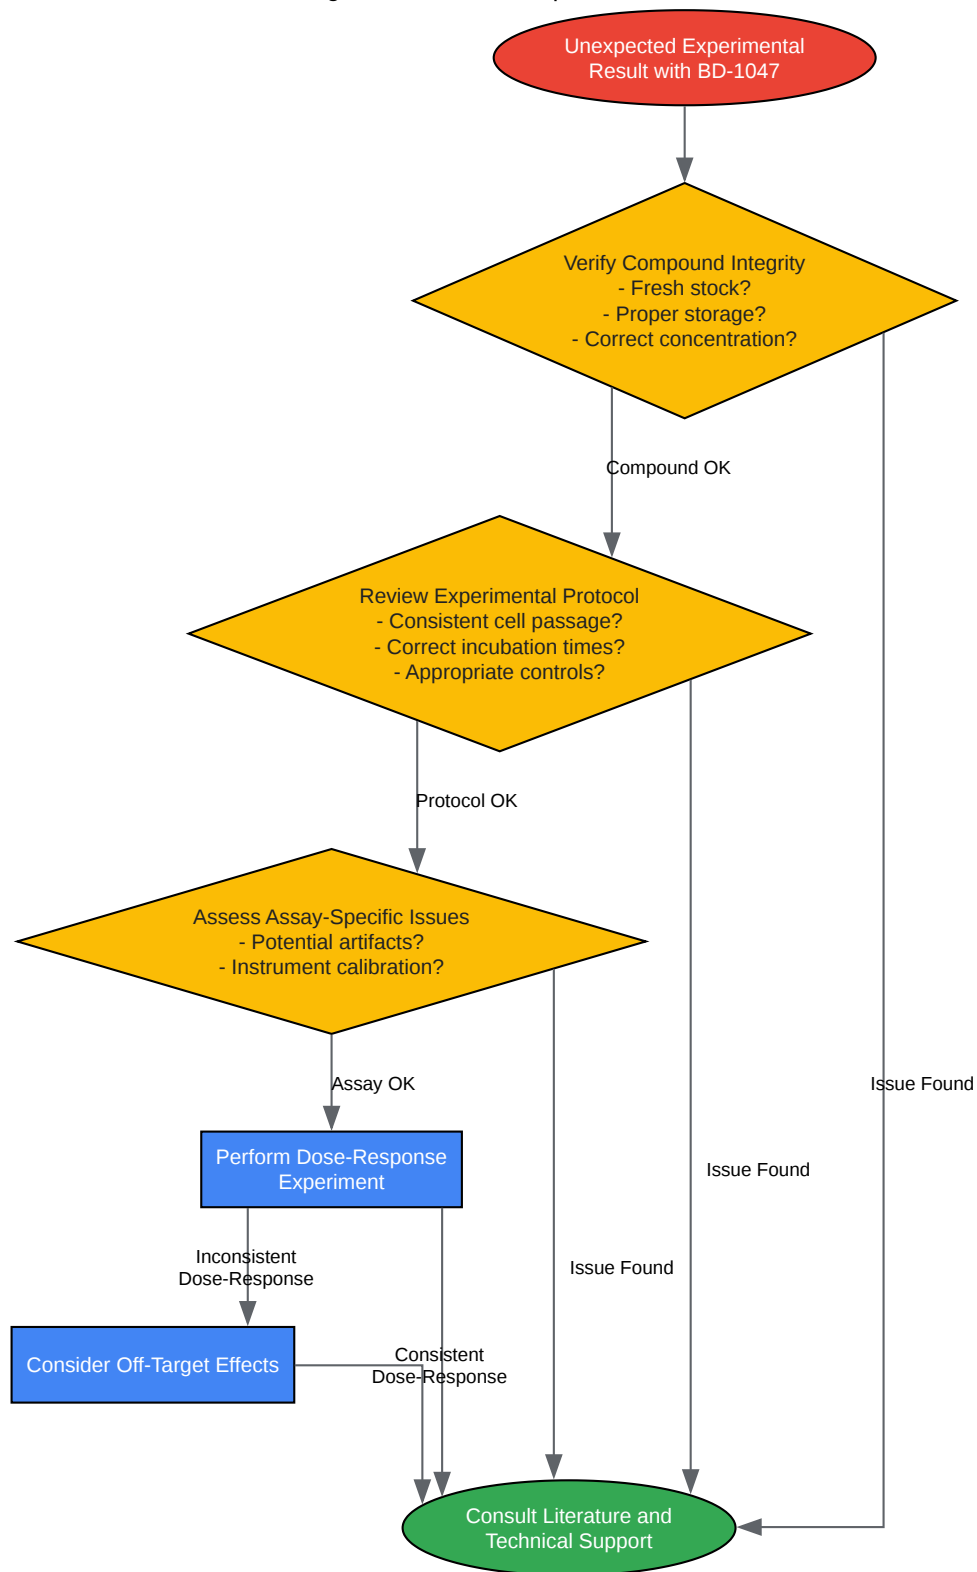 Unexpected Experimental
Result with BD-1047
Verify Compound Integrity
- Fresh stock?
- Proper storage?
- Correct concentration?
Compound OK
Review Experimental Protocol
- Consistent cell passage?
- Correct incubation times?
- Appropriate controls?
Protocol OK
Assess Assay-Specific Issues
- Potential artifacts?
- Instrument calibration?
Assay OK
Issue Found
Perform Dose-Response
Experiment
Issue Found
Inconsistent
Dose-Response
Issue Found
Consider Off-Target Effects
Consistent
Dose-Response
Consult Literature and
Technical Support